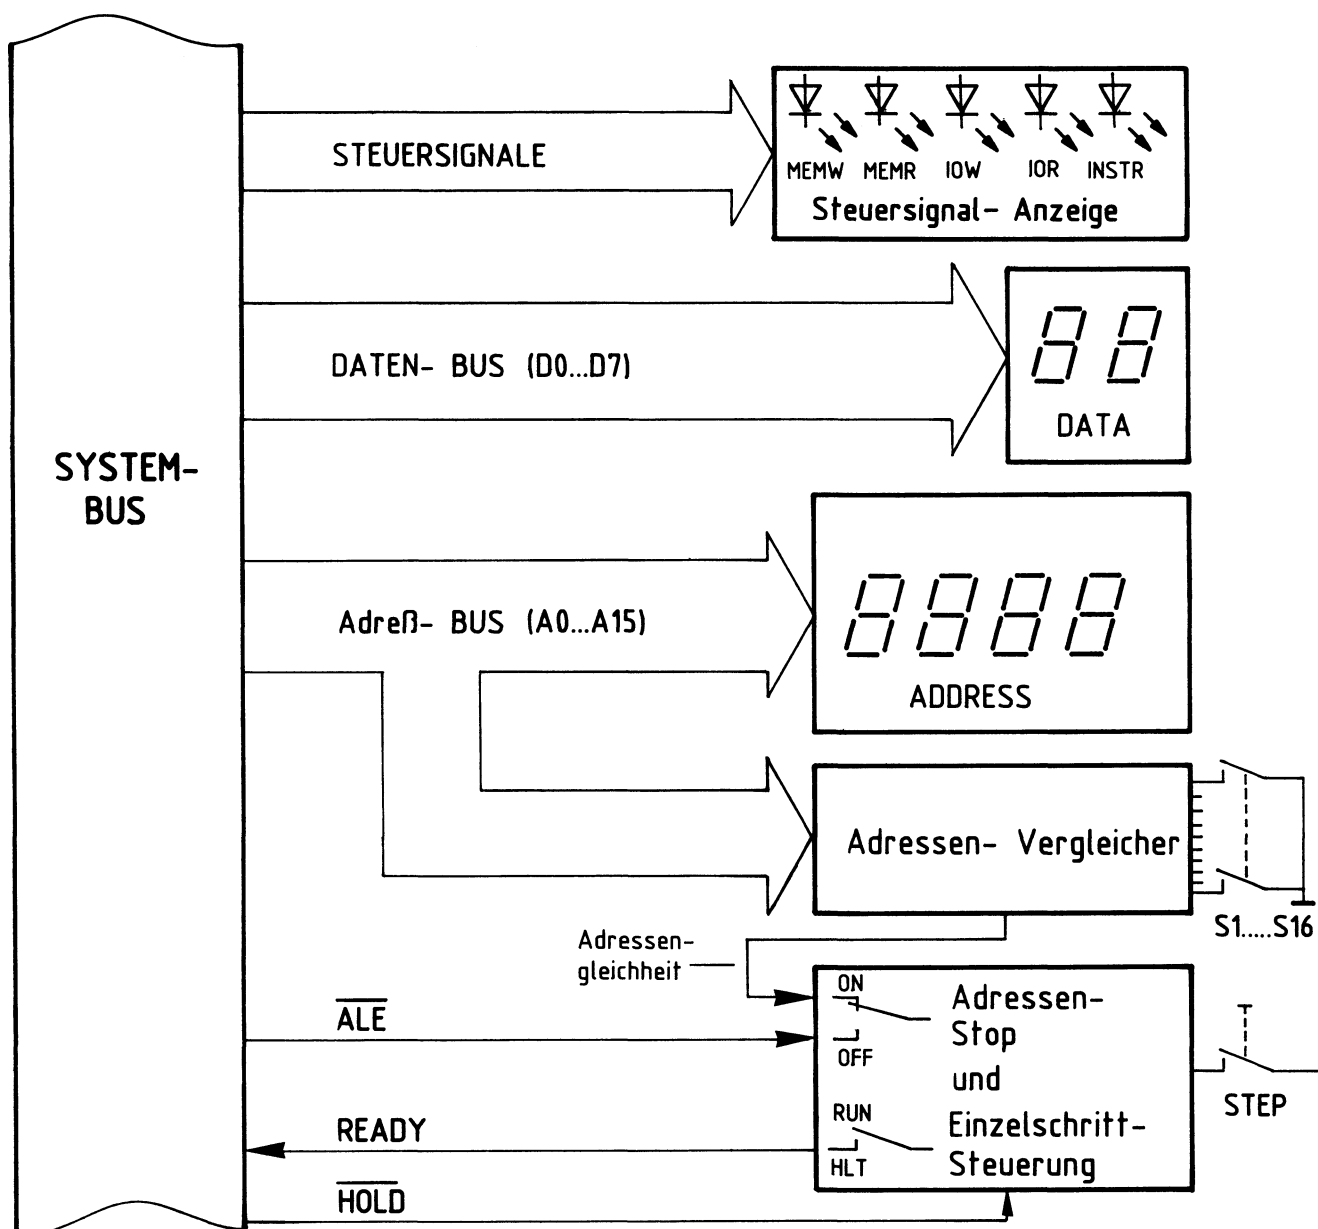 STEUERSIGNALE
MEMW MEMR IOW IOR INSTR
Steuersignal- Anzeige
DATEN- BUS (D0...D7)
DATA
SYSTEM-
BUS
Adreß- BUS (A0...A15)
ADDRESS
Adressen- Vergleicher
S1.....S16
Adressen-
gleichheit
ON
OFF
Adressen-
Stop
und
Einzelschritt-
Steuerung
RUN
HLT
STEP
ALE
READY
HOLD